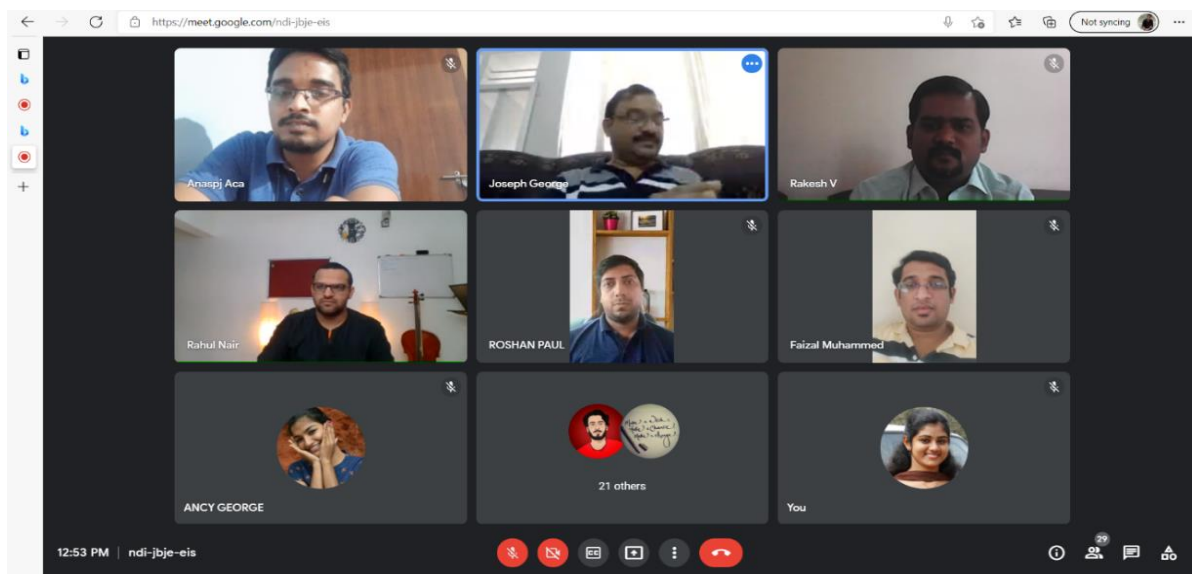 https://meet.google.com/ndi-jbje-eis
Not syncing
Anaspj Aca
Joseph George
Rakesh V
Rahul Nair
ROSHAN PAUL
Faizal Muhammed
ANCY GEORGE
21 others
You
12:53 PM | ndi-jbje-eis
CC
29